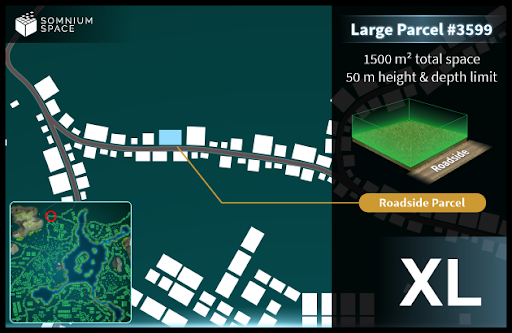 SOMNIUM
SPACE
Large Parcel #3599
1500 m² total space
50 m height & depth limit
Roadside
Roadside Parcel
XL